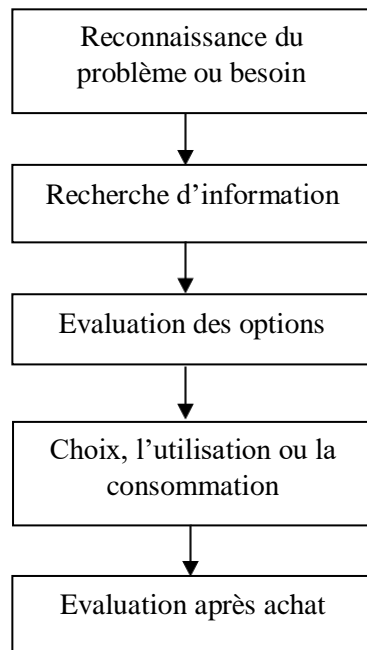 Reconnaissance du
problème ou besoin
Recherche d'information
Evaluation des options
Choix, l'utilisation ou la
consommation
Evaluation après achat